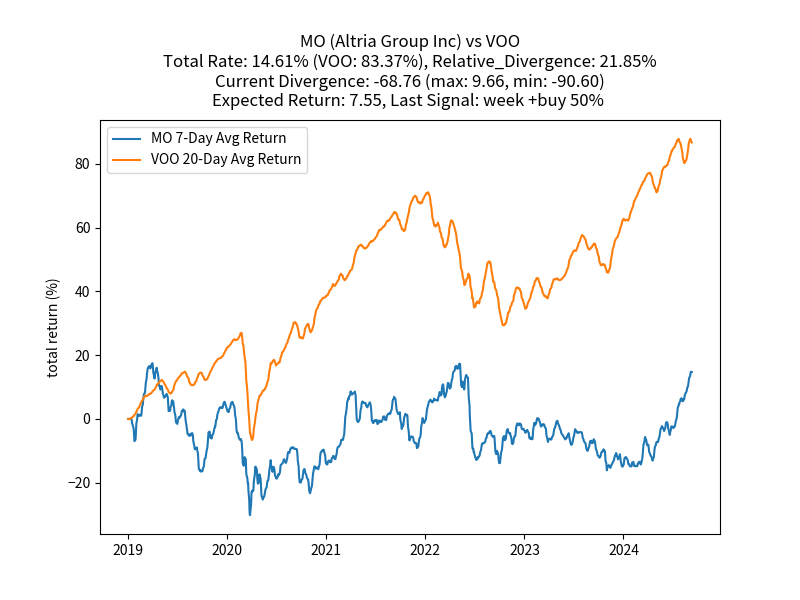 MO (Altria Group Inc) vs VOO
Total Rate: 14.61% (VOO: 83.37%), Relative_Divergence: 21.85%
Current Divergence: -68.76 (max: 9.66, min: -90.60)
Expected Return: 7.55, Last Signal: week +buy 50%
MO 7-Day Avg Return
VOO 20-Day Avg Return
total return (%)
80
60
40
20
0
−20
2019 2020 2021 2022 2023 2024